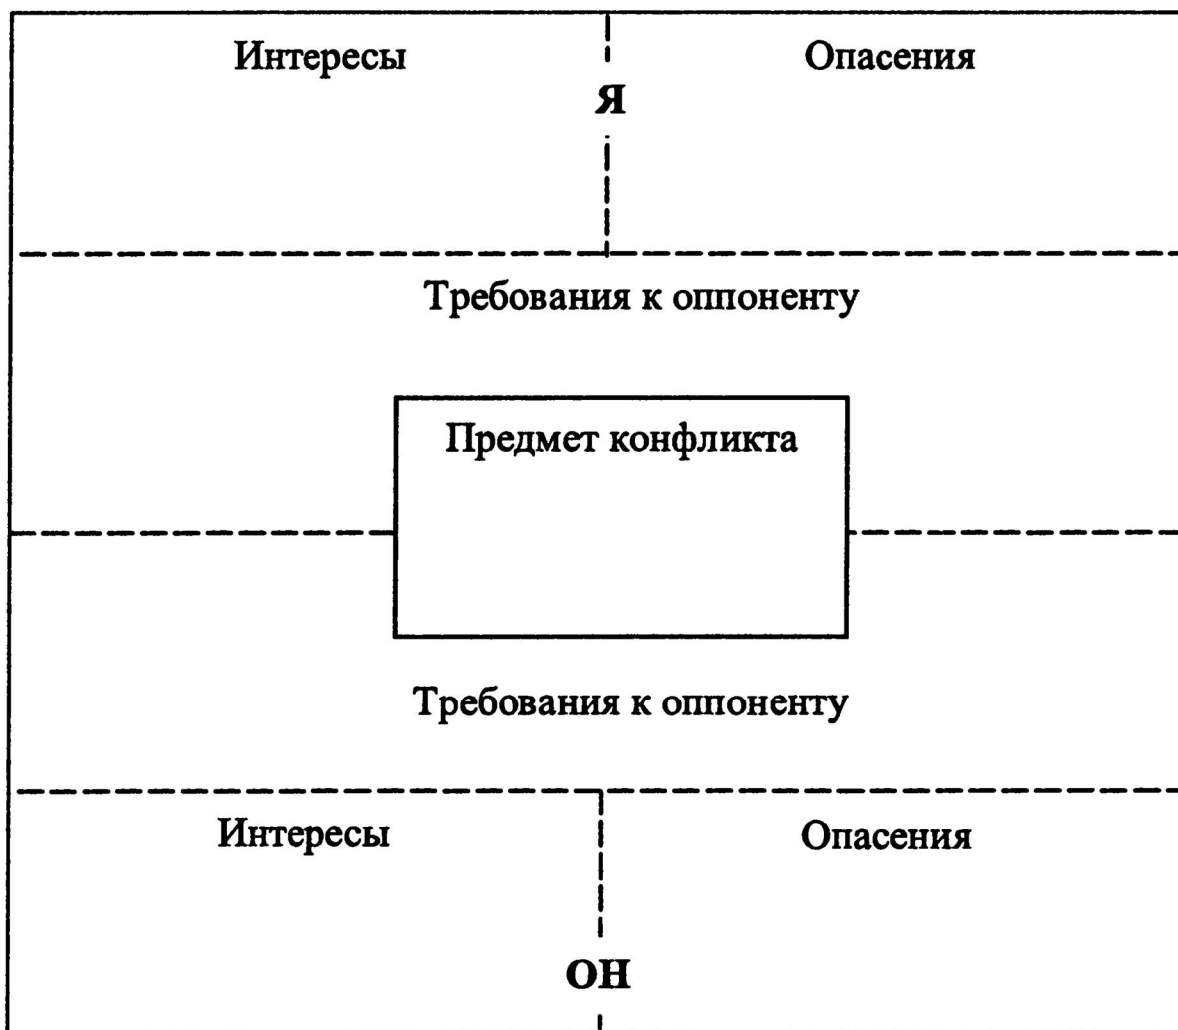 Интересы
Опасения
Я
Требования к оппоненту
Предмет конфликта
Требования к оппоненту
Интересы
Опасения
ОН